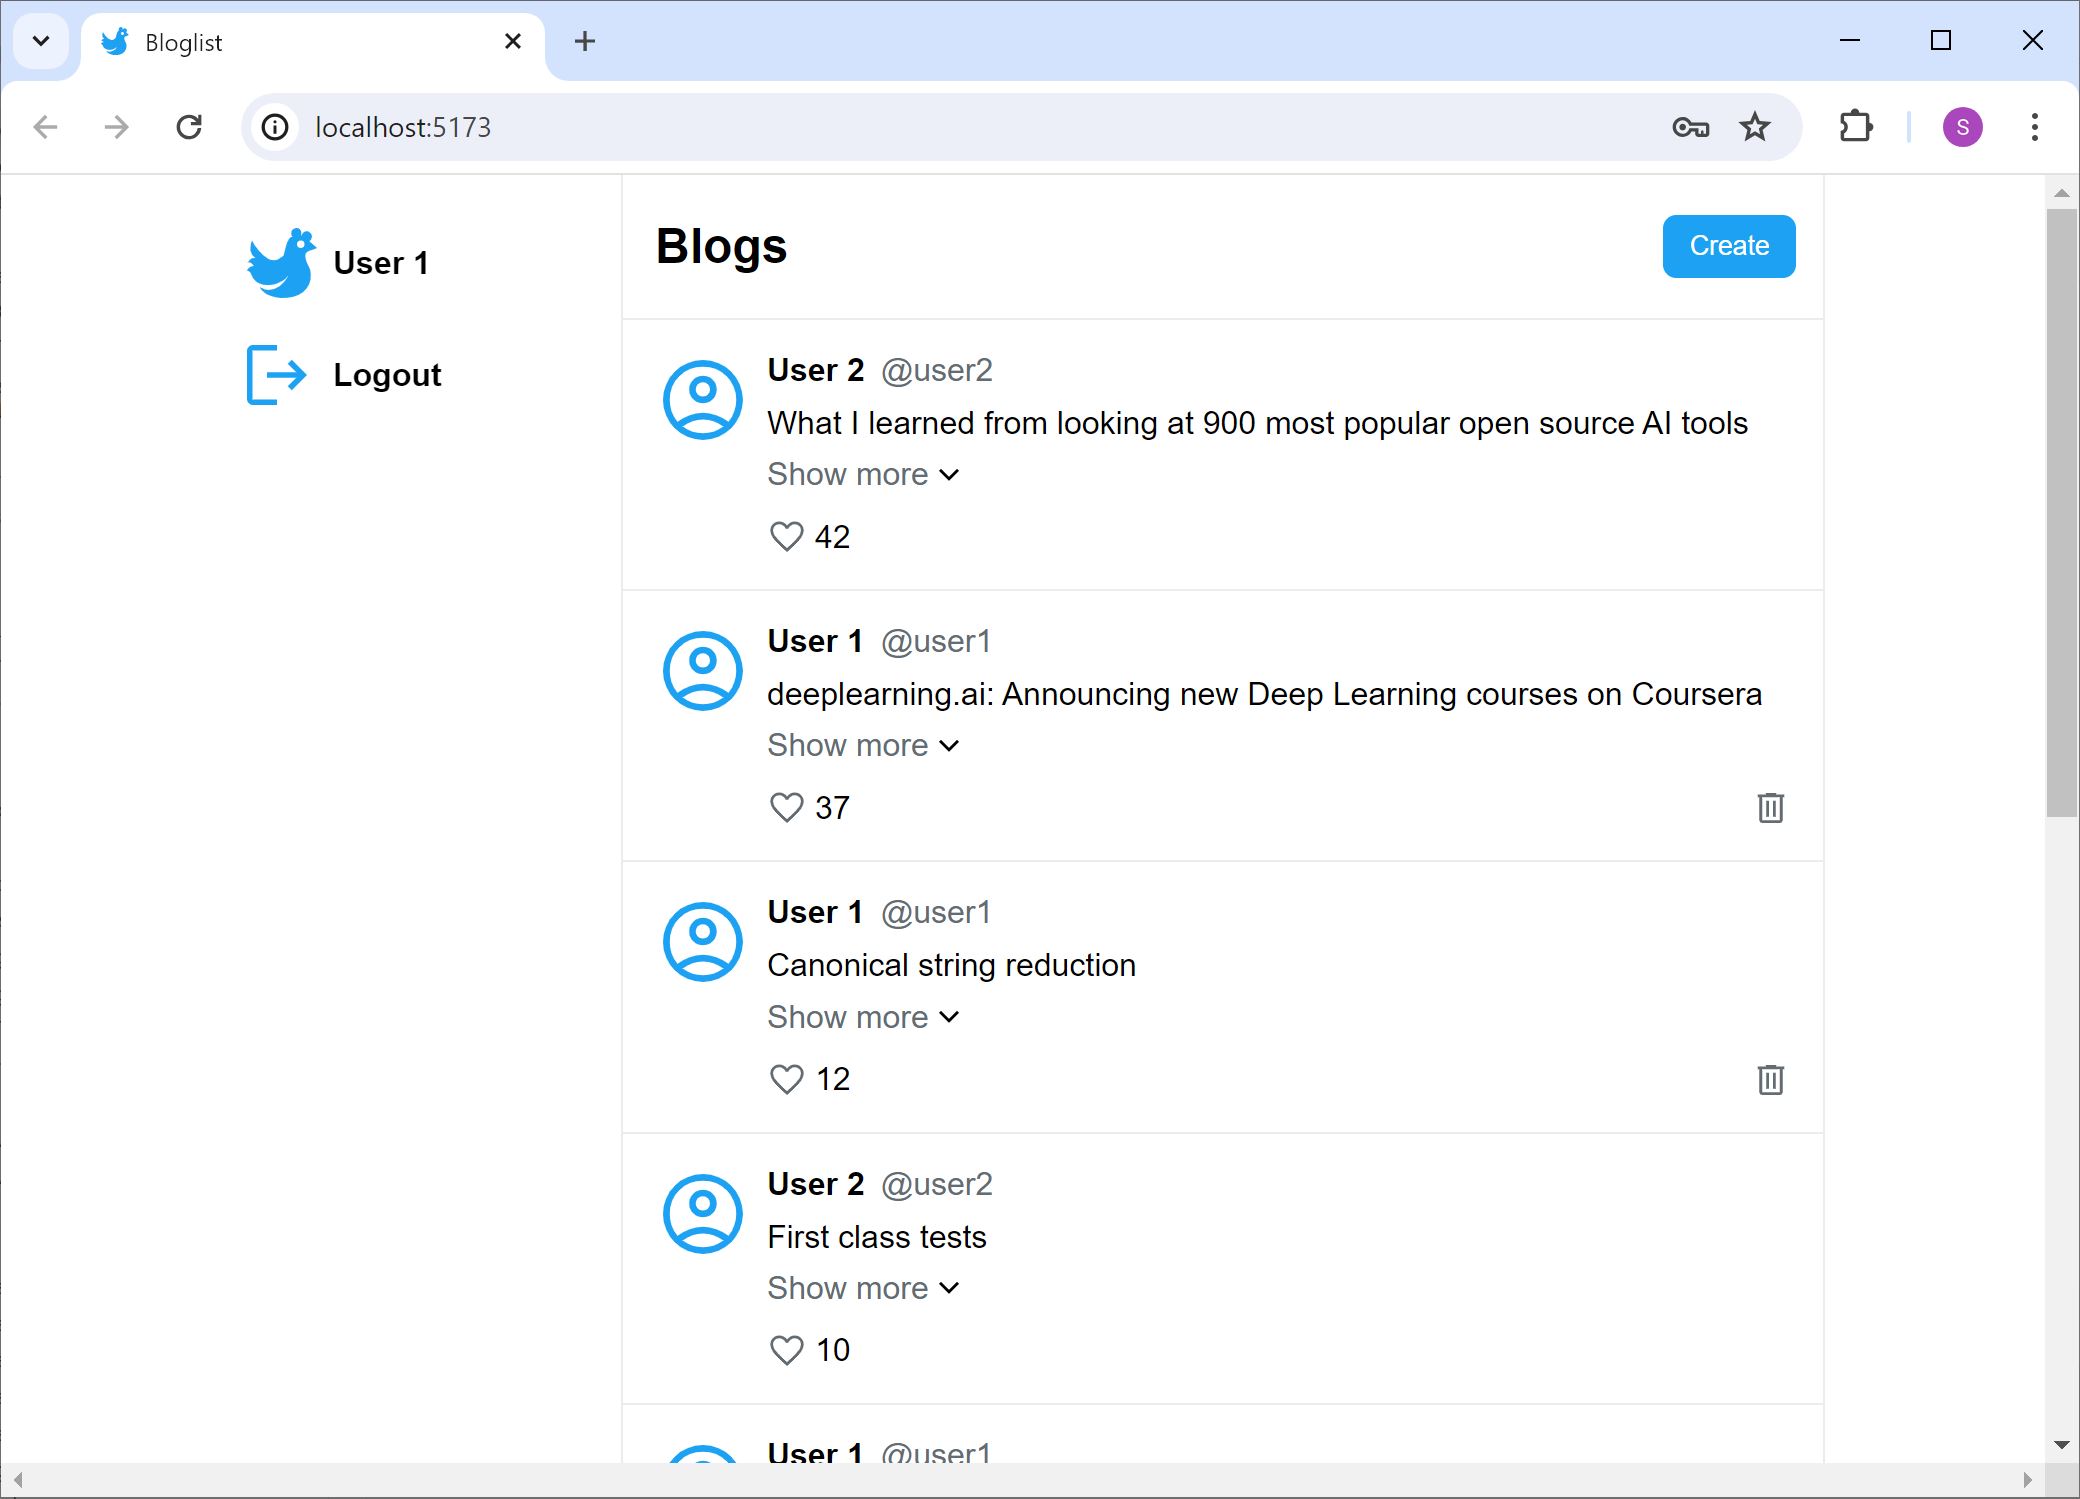 Bloglist
localhost:5173
S
User 1
Logout
Blogs
Create
User 2 @user2
What I learned from looking at 900 most popular open source AI tools
Show more
42
User 1 @user1
deeplearning.ai: Announcing new Deep Learning courses on Coursera
Show more
37
User 1 @user1
Canonical string reduction
Show more
12
User 2 @user2
First class tests
Show more
10
User 1 @user1